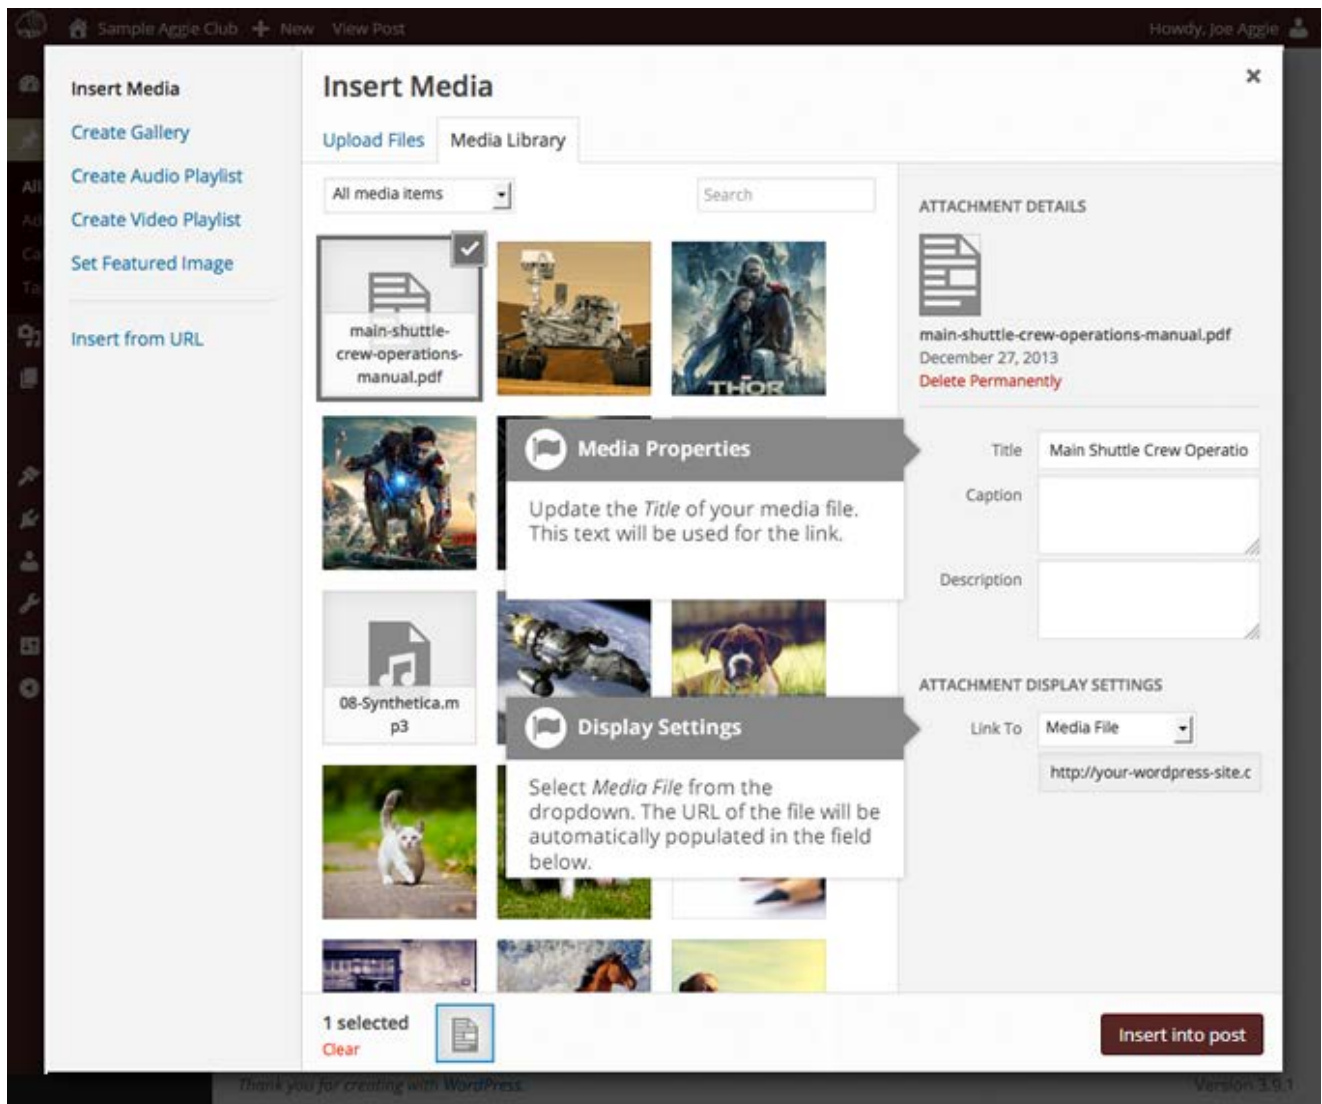 Sample Aggie Club New View Post Howdy, Joe Aggie
Insert Media
Create Gallery
Create Audio Playlist
Create Video Playlist
Set Featured Image
Insert from URL
Insert Media
Upload Files Media Library
All media items Search
main-shuttle-
crew-operations-
manual.pdf
THOR
08-Synthetica.m
p3
Media Properties
Update the Title of your media file.
This text will be used for the link.
Display Settings
Select Media File from the
dropdown. The URL of the file will be
automatically populated in the field
below.
ATTACHMENT DETAILS
main-shuttle-crew-operations-manual.pdf
December 27, 2013
Delete Permanently
Title Main Shuttle Crew Operatio
Caption
Description
ATTACHMENT DISPLAY SETTINGS
Link To Media File
http://your-wordpress-site.c
1 selected
Clear
Insert into post
All
Ad
Ca
Ta
Thank you for creating with WordPress.
Version 3.9.1